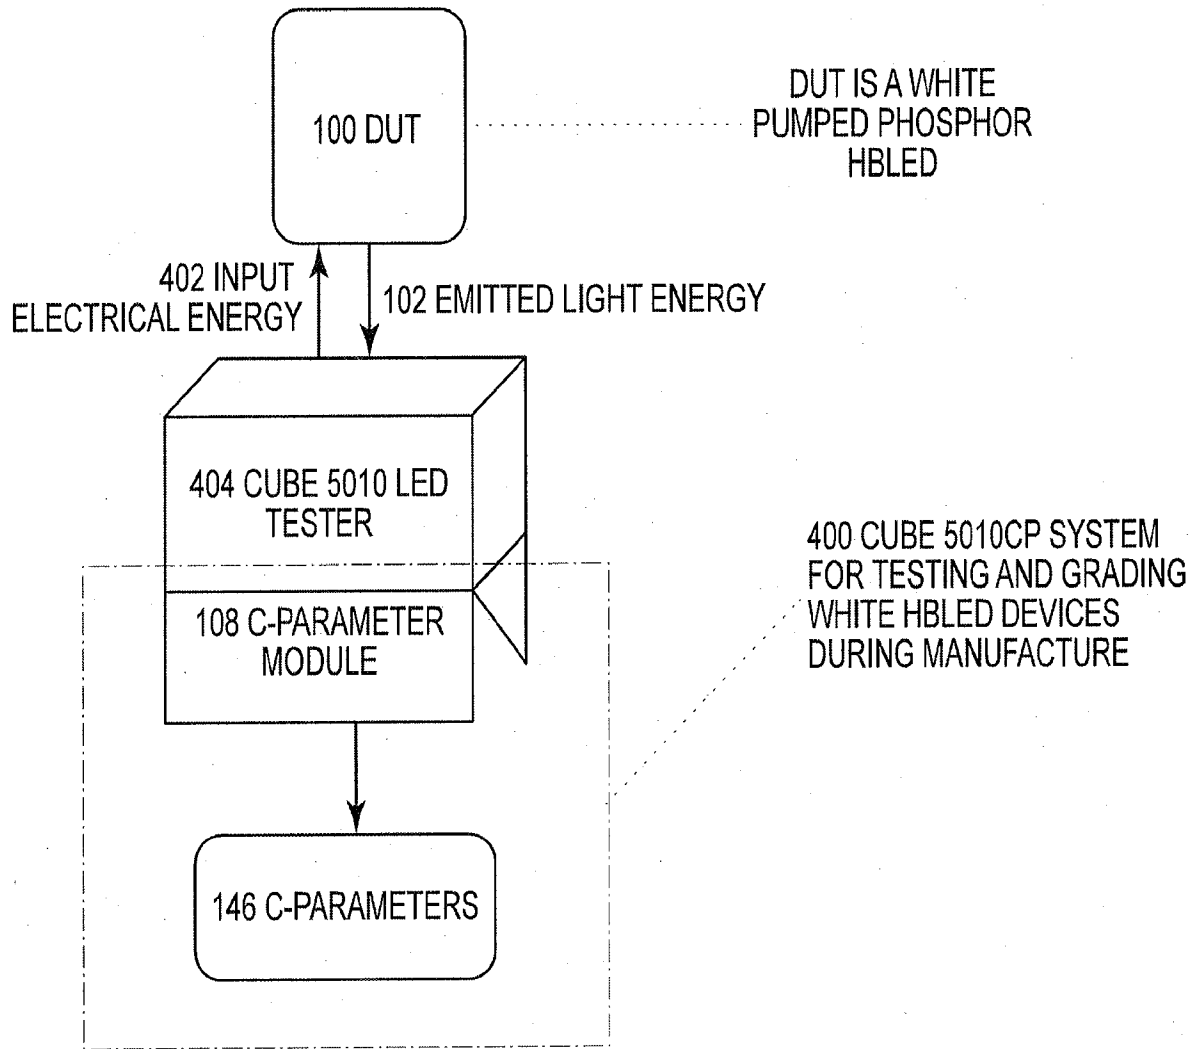 100 DUT
DUT IS A WHITE
PUMPED PHOSPHOR
HBLED
402 INPUT
ELECTRICAL ENERGY
102 EMITTED LIGHT ENERGY
404 CUBE 5010 LED
TESTER
108 C-PARAMETER
MODULE
400 CUBE 5010CP SYSTEM
FOR TESTING AND GRADING
WHITE HBLED DEVICES
DURING MANUFACTURE
146 C-PARAMETERS